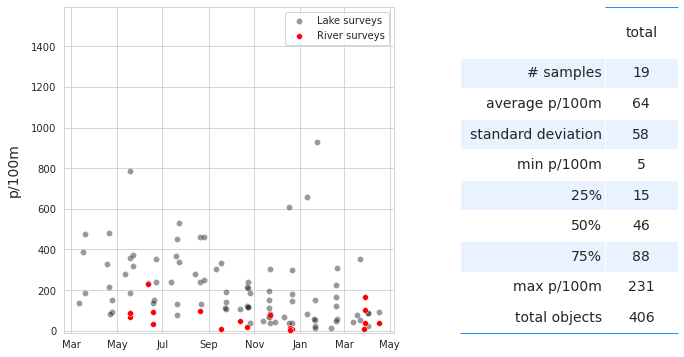 Lake surveys
River surveys
p/100m
1400
1200
1000
800
600
400
200
0
Mar May Jul Sep Nov Jan Mar May
total
# samples 19
average p/100m 64
standard deviation 58
min p/100m 5
25% 15
50% 46
75% 88
max p/100m 231
total objects 406